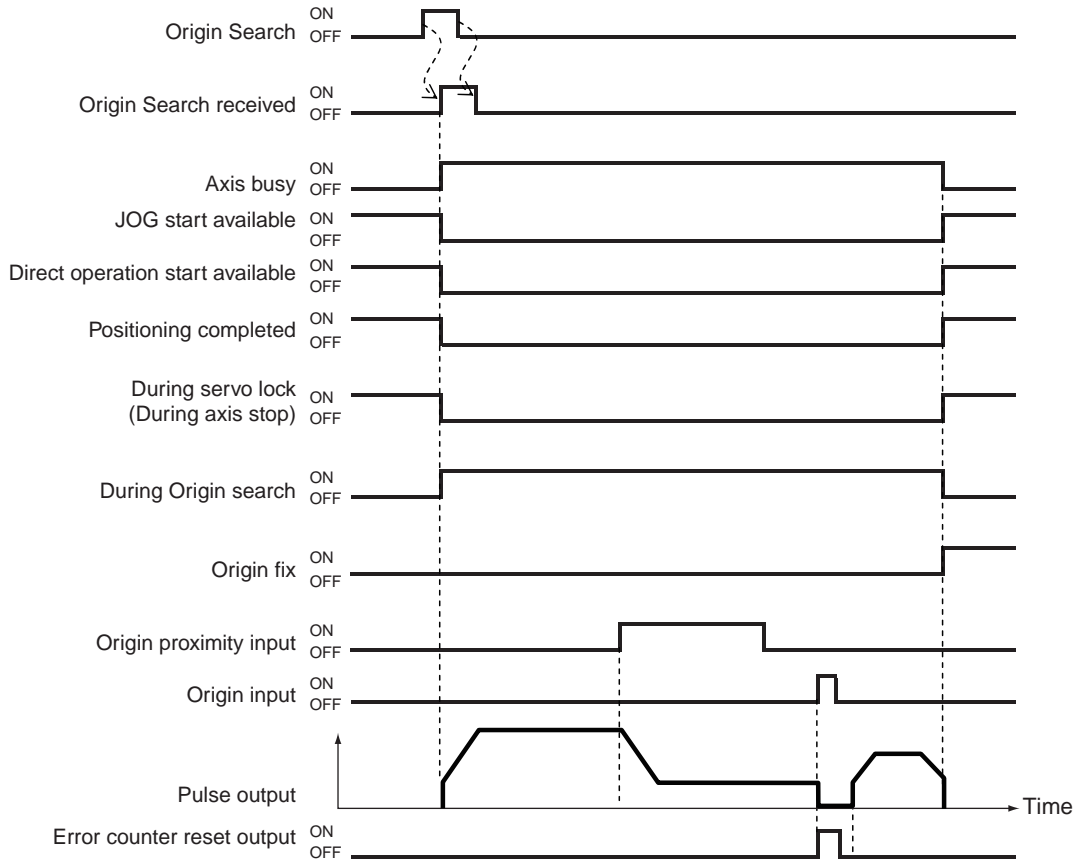 Origin Search ON
OFF
Origin Search received ON
OFF
Axis busy ON
OFF
JOG start available ON
OFF
Direct operation start available ON
OFF
Positioning completed ON
OFF
During servo lock
(During axis stop) ON
OFF
During Origin search ON
OFF
Origin fix ON
OFF
Origin proximity input ON
OFF
Origin input ON
OFF
Pulse output
Time
Error counter reset output ON
OFF